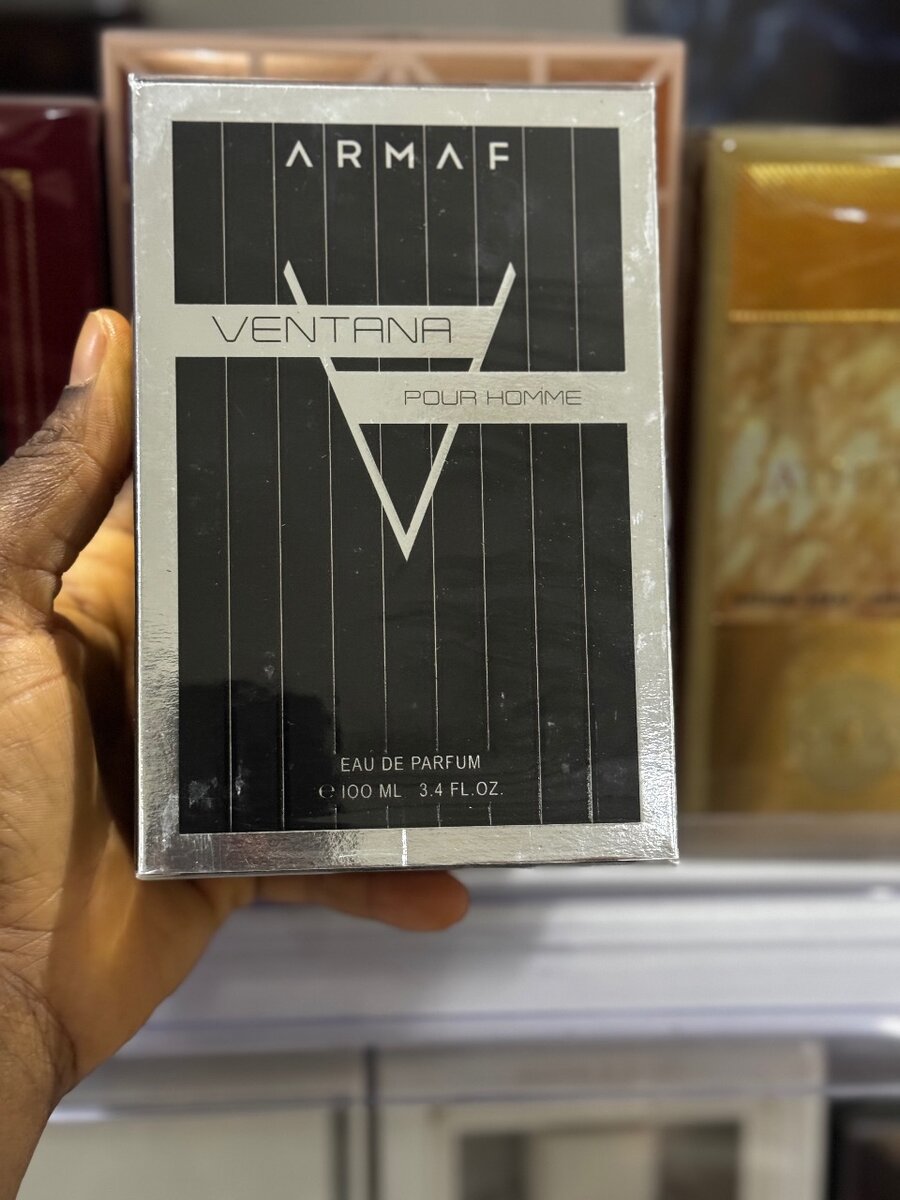 ARMAF
VENTANA
POUR HOMME
EAU DE PARFUM
℮ 100 ML 3.4 FL.OZ.